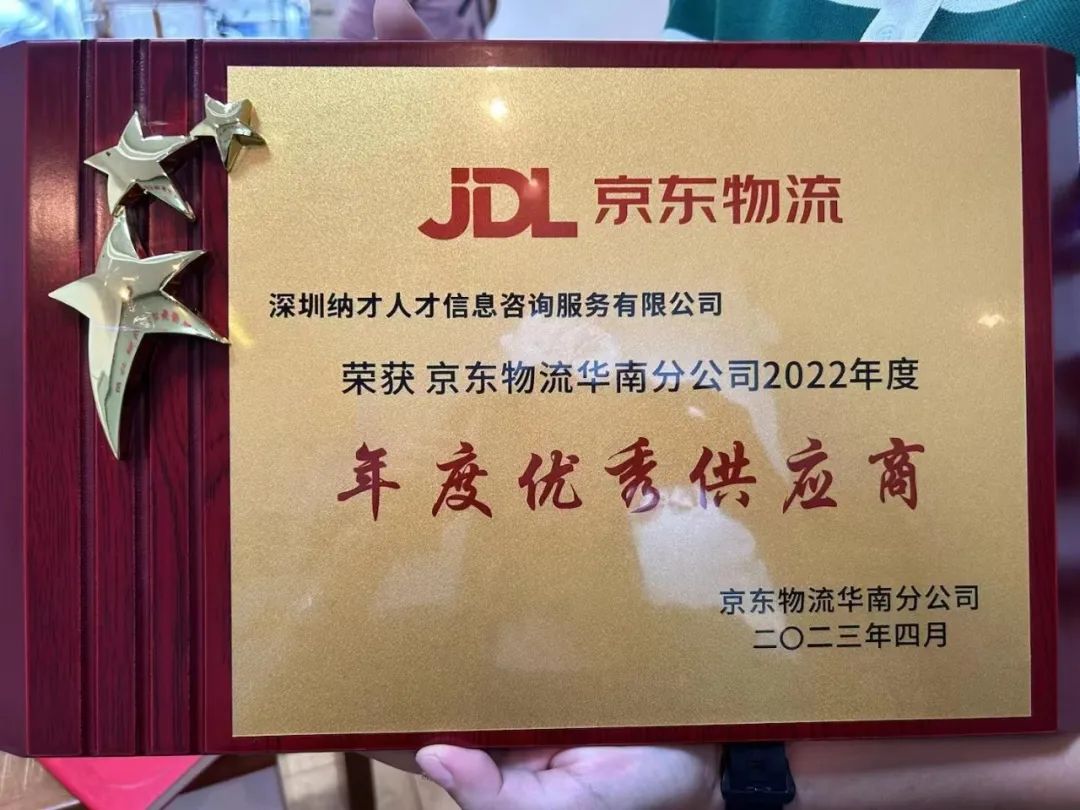 JDL 京东物流
深圳纳才人才信息咨询服务有限公司
荣获 京东物流华南分公司2022年度
年度优秀供应商
京东物流华南分公司
二〇二三年四月